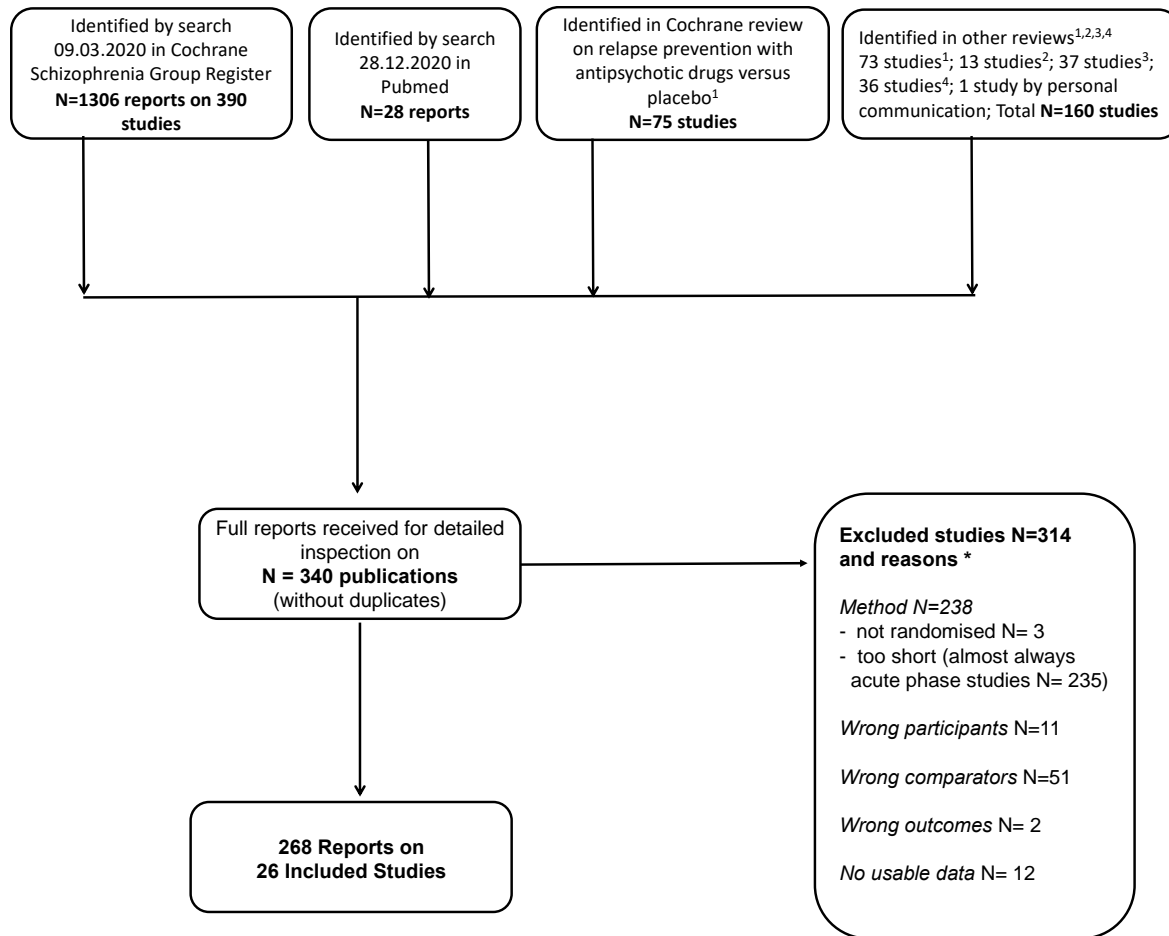 Identified by search
09.03.2020 in Cochrane
Schizophrenia Group Register
N=1306 reports on 390
studies
Identified by search
28.12.2020 in
Pubmed
N=28 reports
Identified in Cochrane review
on relapse prevention with
antipsychotic drugs versus
placebo¹
N=75 studies
Identified in other reviews¹,²,³,⁴
73 studies¹; 13 studies²; 37 studies³;
36 studies⁴; 1 study by personal
communication; Total N=160 studies
Full reports received for detailed
inspection on
N = 340 publications
(without duplicates)
Excluded studies N=314
and reasons *
Method N=238
- not randomised N= 3
- too short (almost always
acute phase studies N= 235)
Wrong participants N=11
Wrong comparators N=51
Wrong outcomes N= 2
No usable data N= 12
268 Reports on
26 Included Studies